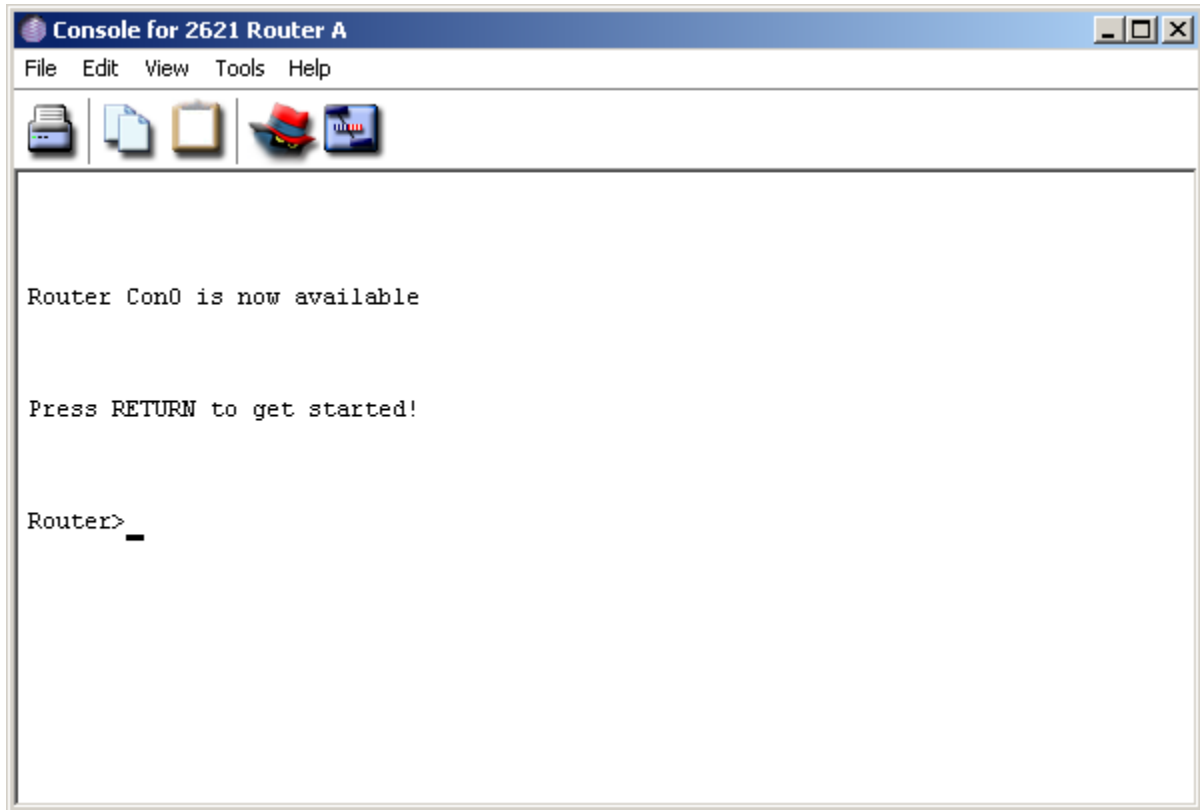 Console for 2621 Router A
File Edit View Tools Help
Router Con0 is now available
Press RETURN to get started!
Router>